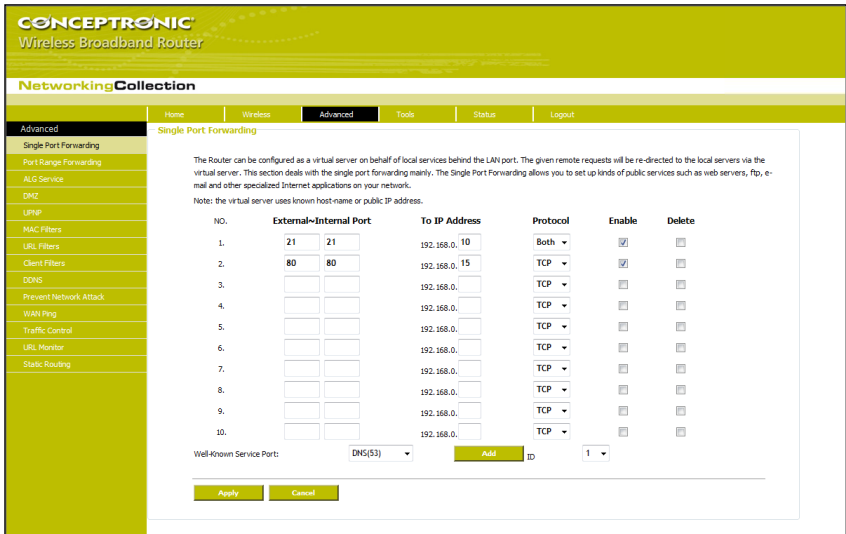 CONCEPTRONIC
Wireless Broadband Router
NetworkingCollection
Home Wireless Advanced Tools Status Logout
Advanced
Single Port Forwarding
Port Range Forwarding
ALG Service
DMZ
UPNP
MAC Filters
URL Filters
Client Filters
DDNS
Prevent Network Attack
WAN Ping
Traffic Control
URL Monitor
Static Routing
Single Port Forwarding
The Router can be configured as a virtual server on behalf of local services behind the LAN port. The given remote requests will be re-directed to the local servers via the
virtual server. This section deals with the single port forwarding mainly. The Single Port Forwarding allows you to set up kinds of public services such as web servers, ftp, e-
mail and other specialized Internet applications on your network.
Note: the virtual server uses known host-name or public IP address.
NO. External~Internal Port To IP Address Protocol Enable Delete
1. 21 21 192.168.0. 10 Both
2. 80 80 192.168.0. 15 TCP
3. 192.168.0. TCP
4. 192.168.0. TCP
5. 192.168.0. TCP
6. 192.168.0. TCP
7. 192.168.0. TCP
8. 192.168.0. TCP
9. 192.168.0. TCP
10. 192.168.0. TCP
Well-Known Service Port: DNS(53) Add ID 1
Apply Cancel